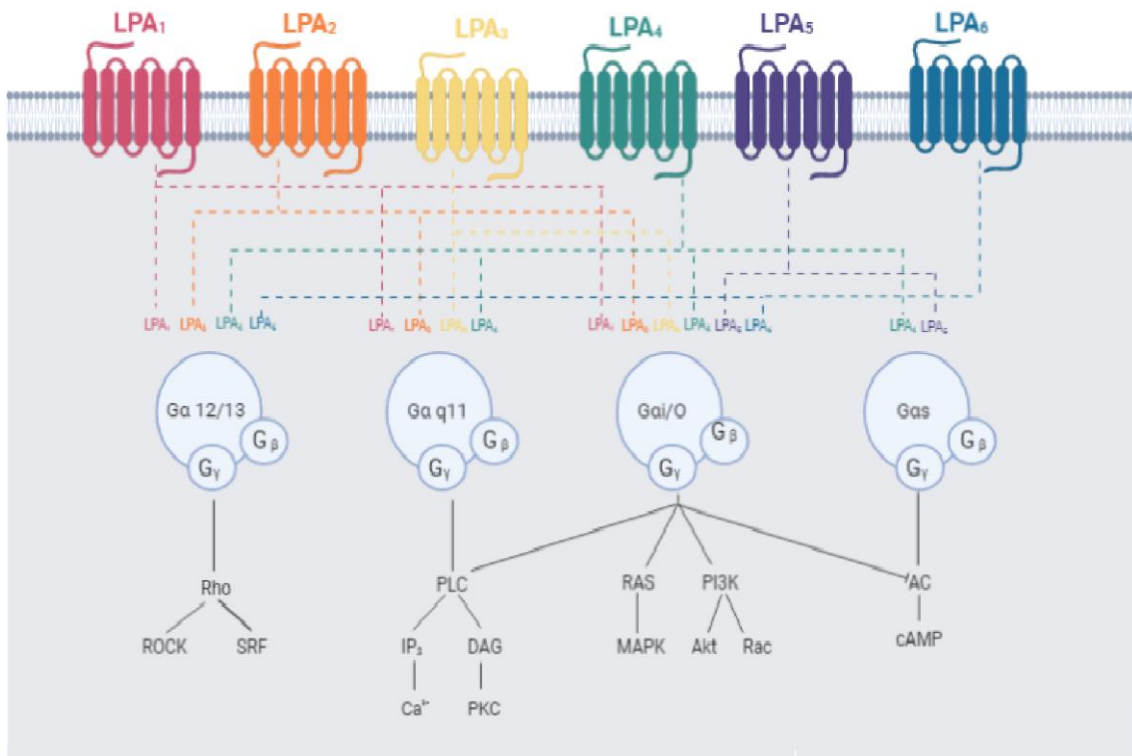 LPA₁ LPA₂ LPA₃ LPA₄ LPA₅ LPA₆
LPA₁ LPA₂ LPA₄ LPA₆ LPA₁ LPA₂ LPA₃ LPA₄ LPA₁ LPA₂ LPA₃ LPA₄ LPA₅ LPA₆ LPA₄ LPA₅
Gα 12/13 Gα q11 Gαi/O Gαs
Gβ Gβ Gβ Gβ
Gγ Gγ Gγ Gγ
Rho PLC RAS PI3K AC
ROCK SRF IP₃ DAG MAPK Akt Rac cAMP
Ca²⁺ PKC